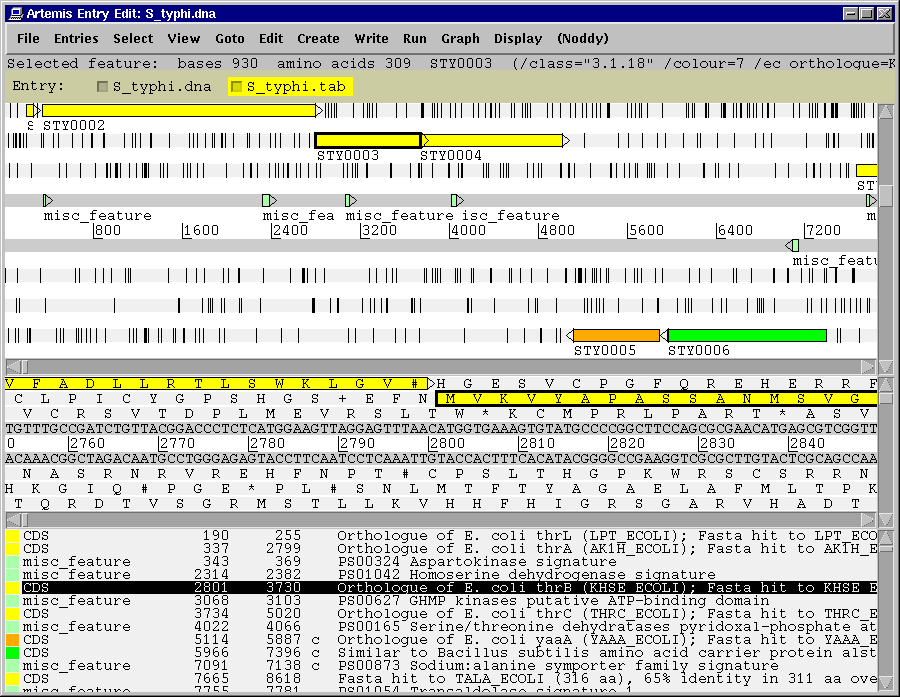 Artemis Entry Edit: S_typhi.dna
File Entries Select View Goto Edit Create Write Run Graph Display (Noddy)
Selected feature: bases 930 amino acids 309 STY0003 (/class="3.1.18" /colour=7 /ec orthologue=K
Entry: S_typhi.dna S_typhi.tab
S STY0002
STY0003 STY0004
STY
misc_feature misc_fea misc_feature isc_feature m
800 1600 2400 3200 4000 4800 5600 6400 7200
misc_featu
STY0005 STY0006
V F A D L L R T L S W K L G V # H G E S V C P G F Q R E H E R R F
C L P I C Y G P S H G S + E F N M V K V Y A P A S S A N M S V G
V C R S V T D P L M E V R S L T W * K C M P R L P A R T * A S V
TGTTTGCCGATCTGTTACGGACCCTCTCATGGAAGTTAGGAGTTTAACATGGTGAAAGTGTATGCCCCGGCTTCCAGCGCGAACATGAGCGTCGGTT
0 2760 2770 2780 2790 2800 2810 2820 2830 2840
ACAAACGGCTAGACAATGCCTGGGAGAGTACCTTCAATCCTCAAATTGTACCACTTTCACATACGGGGCCGAAGGTCGCGCTTGTACTCGCAGCCAA
N A S R N R V R E H F N P T # C P S L T H G P K W R S C S R R N
H K G I Q # P G E * P L # S N L M T F T Y A G A E L A F M L T P K
T Q R D T V S G R M S T L L K V H H F H I G R S G A R V H A D T
CDS 190 255 Orthologue of E. coli thrL (LPT_ECOLI); Fasta hit to LPT_ECO
CDS 337 2799 Orthologue of E. coli thrA (AK1H_ECOLI); Fasta hit to AK1H_E
misc_feature 343 369 PS00324 Aspartokinase signature
misc_feature 2314 2382 PS01042 Homoserine dehydrogenase signature
CDS 2801 3730 Orthologue of E. coli thrB (KHSE_ECOLI); Fasta hit to KHSE_E
misc_feature 3068 3103 PS00627 GHMP kinases putative ATP-binding domain
CDS 3734 5020 Orthologue of E. coli thrC (THRC_ECOLI); Fasta hit to THRC_E
misc_feature 4022 4066 PS00165 Serine/threonine dehydratases pyridoxal-phosphate at
CDS 5114 5887 c Orthologue of E. coli yaaA (YAAA_ECOLI); Fasta hit to YAAA_E
CDS 5966 7396 c Similar to Bacillus subtilis amino acid carrier protein alst
misc_feature 7091 7138 c PS00873 Sodium:alanine symporter family signature
CDS 7665 8618 Fasta hit to TALA_ECOLI (316 aa), 65% identity in 311 aa ove
misc_feature 7755 7781 PS01054 Transaldolase signature 1